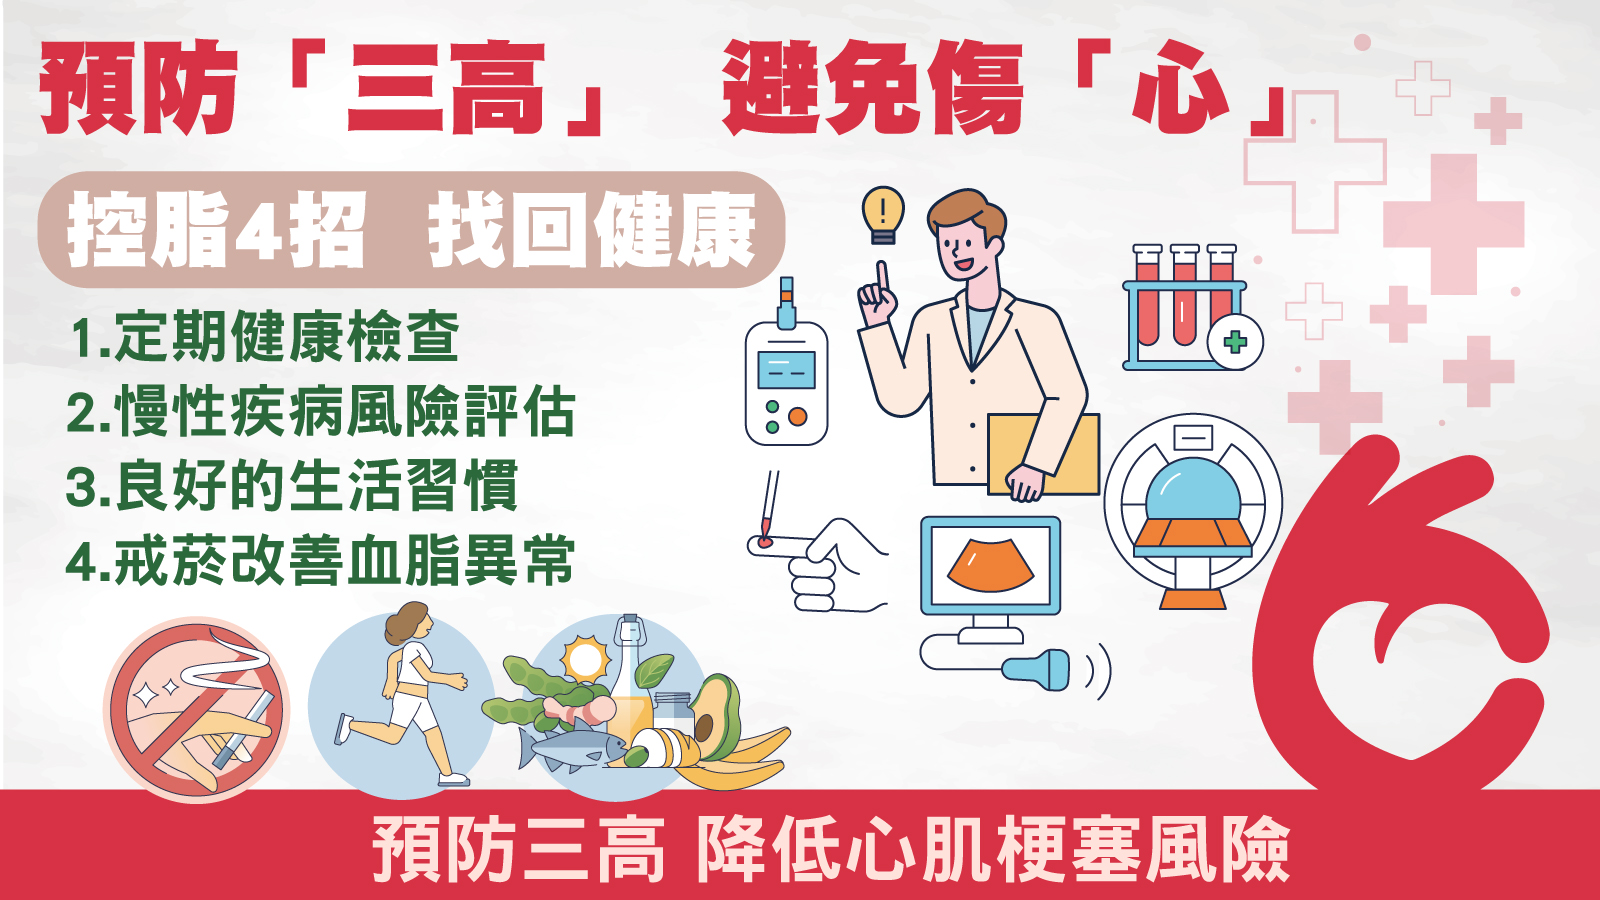 預防「三高」 避免傷「心」
控脂4招 找回健康
1.定期健康檢查
2.慢性疾病風險評估
3.良好的生活習慣
4.戒菸改善血脂異常
預防三高 降低心肌梗塞風險